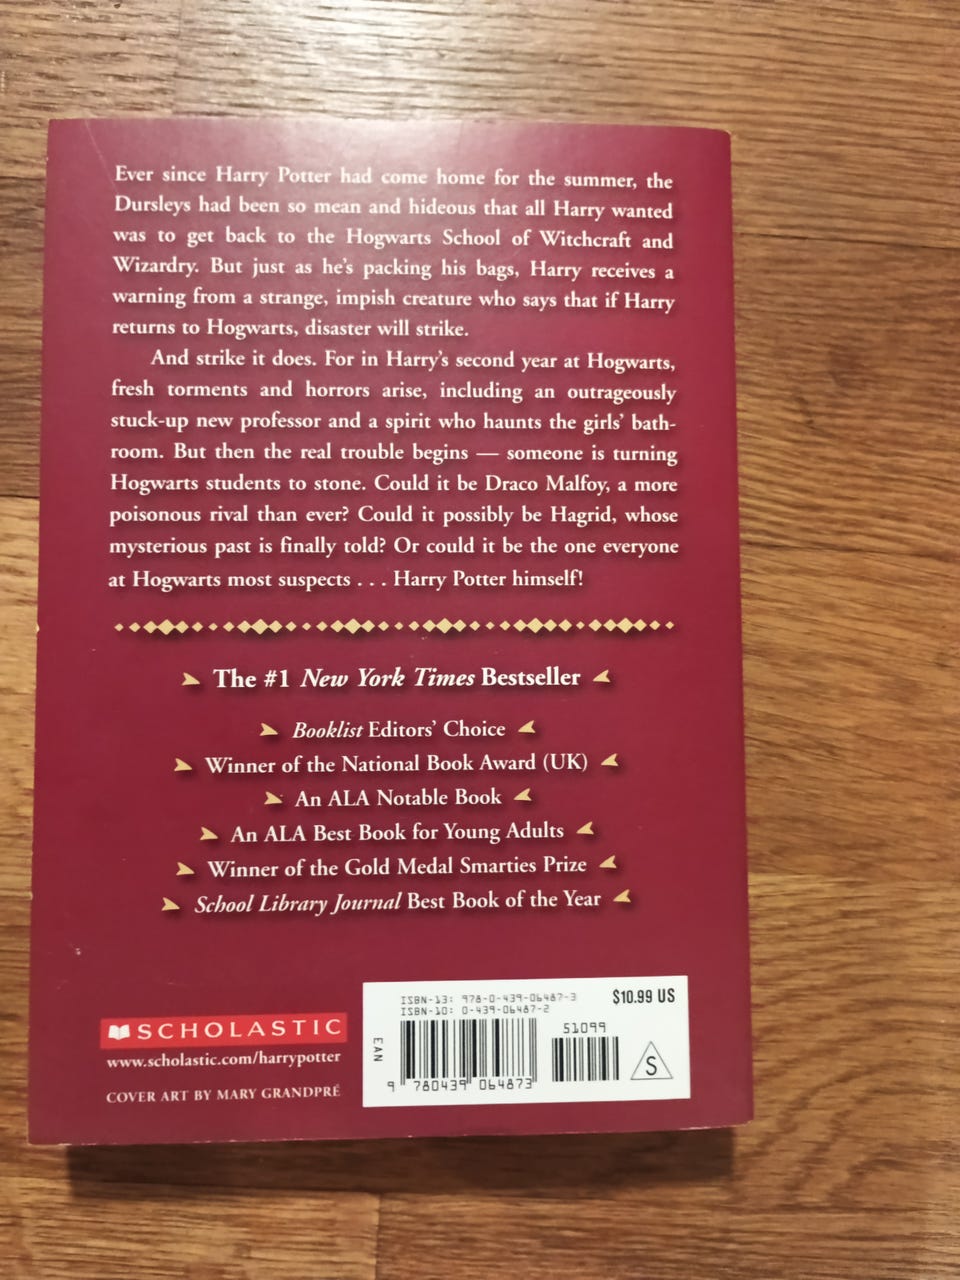 Ever since Harry Potter had come home for the summer, the
Dursleys had been so mean and hideous that all Harry wanted
was to get back to the Hogwarts School of Witchcraft and
Wizardry. But just as he's packing his bags, Harry receives a
warning from a strange, impish creature who says that if Harry
returns to Hogwarts, disaster will strike.
And strike it does. For in Harry's second year at Hogwarts,
fresh torments and horrors arise, including an outrageously
stuck-up new professor and a spirit who haunts the girls' bath-
room. But then the real trouble begins — someone is turning
Hogwarts students to stone. Could it be Draco Malfoy, a more
poisonous rival than ever? Could it possibly be Hagrid, whose
mysterious past is finally told? Or could it be the one everyone
at Hogwarts most suspects . . . Harry Potter himself!
The #1 New York Times Bestseller
Booklist Editors' Choice
Winner of the National Book Award (UK)
An ALA Notable Book
An ALA Best Book for Young Adults
Winner of the Gold Medal Smarties Prize
School Library Journal Best Book of the Year
SCHOLASTIC
www.scholastic.com/harrypotter
COVER ART BY MARY GRANDPRÉ
ISBN-13: 978-0-439-06487-3
ISBN-10: 0-439-06487-2
$10.99 US
51099
EAN
S
9 780439 064873